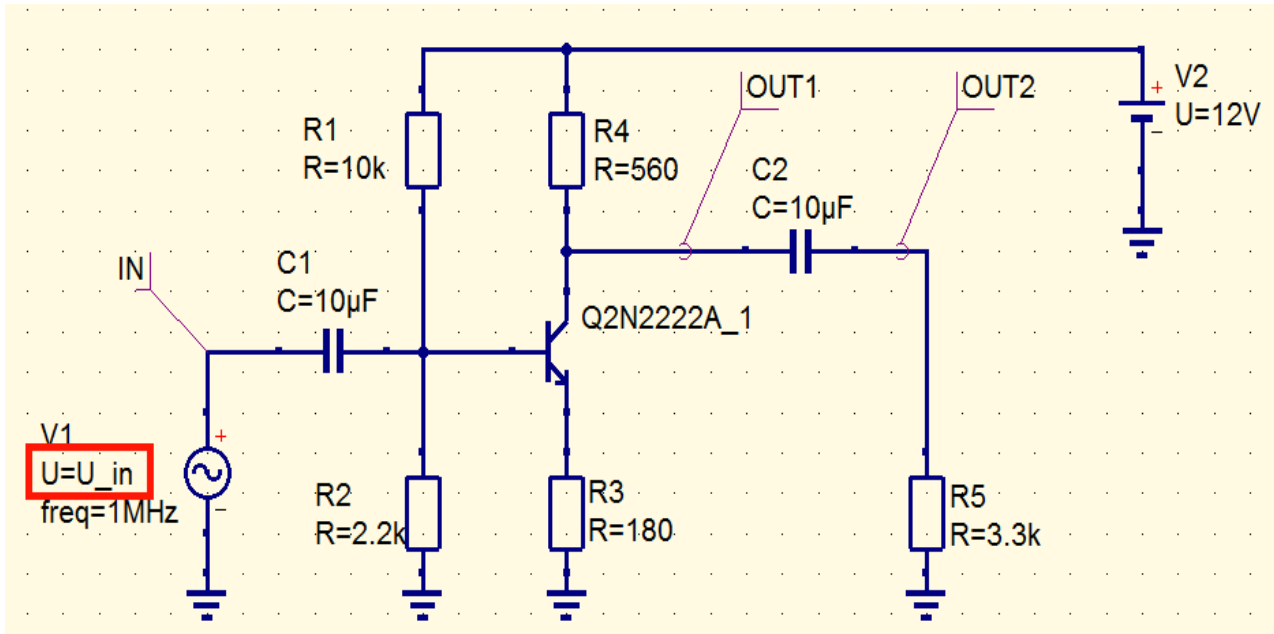 OUT1
OUT2
V2
U=12V
R1
R=10k
R4
R=560
C2
C=10µF
IN
C1
C=10µF
Q2N2222A_1
V1
U=U_in
freq=1MHz
R2
R=2.2k
R3
R=180
R5
R=3.3k